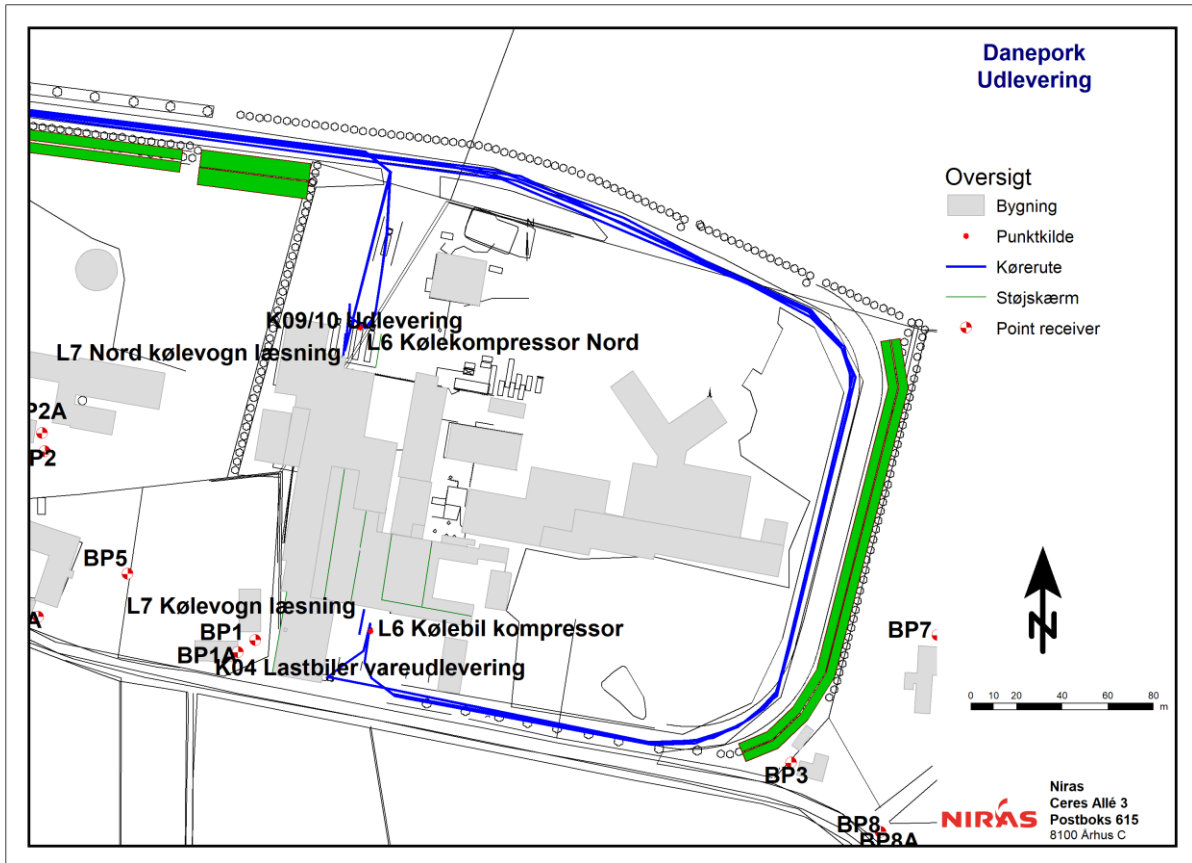 Danepork
Udlevering
Oversigt
Bygning
Punktkilde
Kørerute
Støjskærm
Point receiver
K09/10 Udlevering
L6 Kølekompressor Nord
L7 Nord kølevogn læsning
P2A
P2
BP5
L7 Kølevogn læsning
BP1
L6 Kølebil kompressor
A
BP1A
K04 Lastbiler vareudlevering
BP7
BP3
BP8
BP8A
N
0 10 20 40 60 80
m
NIRAS
Niras
Ceres Allé 3
Postboks 615
8100 Århus C